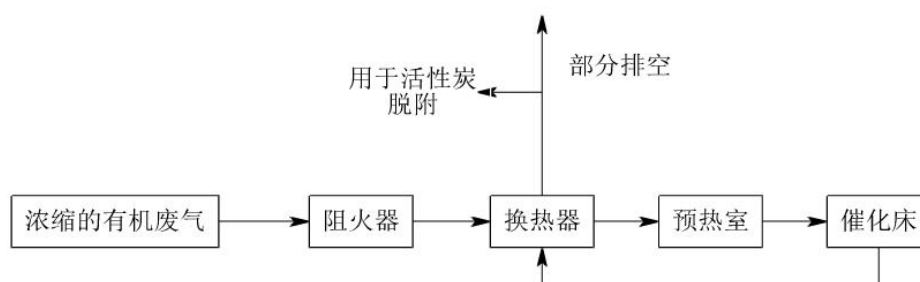 部分排空
用于活性炭
脱附
浓缩的有机废气
阻火器
换热器
预热室
催化床